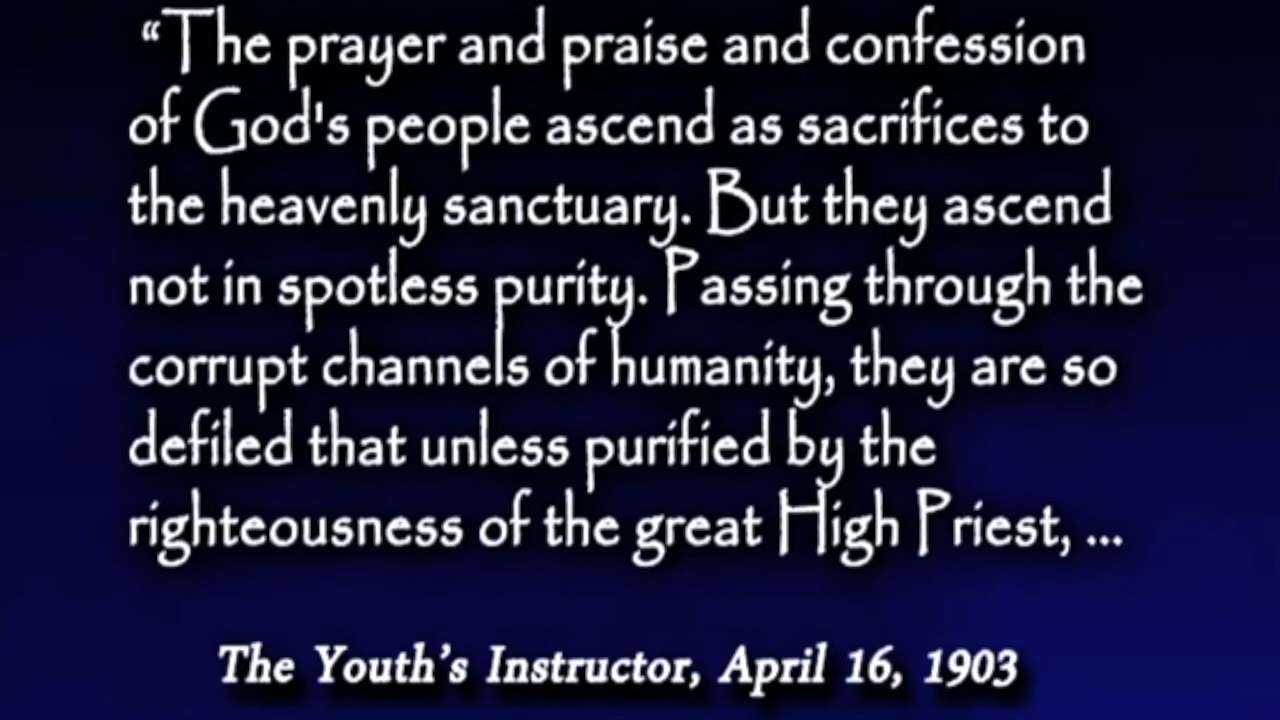 “The prayer and praise and confession
of God's people ascend as sacrifices to
the heavenly sanctuary. But they ascend
not in spotless purity. Passing through the
corrupt channels of humanity, they are so
defiled that unless purified by the
righteousness of the great High Priest, ...
The Youth’s Instructor, April 16, 1903